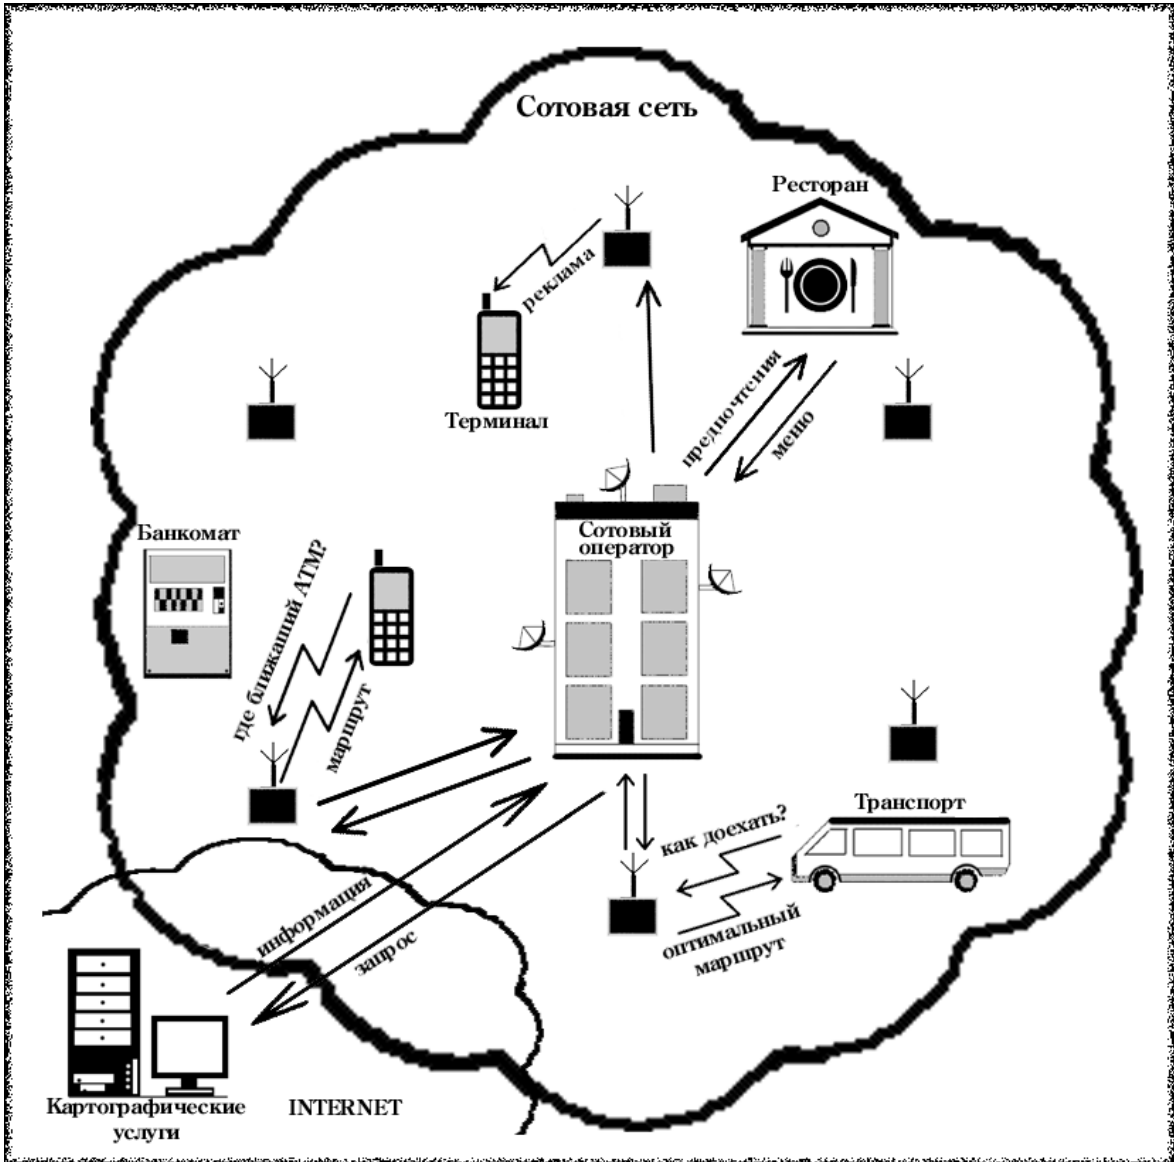 Сотовая сеть
Ресторан
реклама
Терминал
предпочтения
меню
Сотовый
оператор
Банкомат
где ближаший АТМ?
маршрут
как доехать?
Транспорт
оптимальный
маршрут
информация
запрос
Картографические
услуги
INTERNET